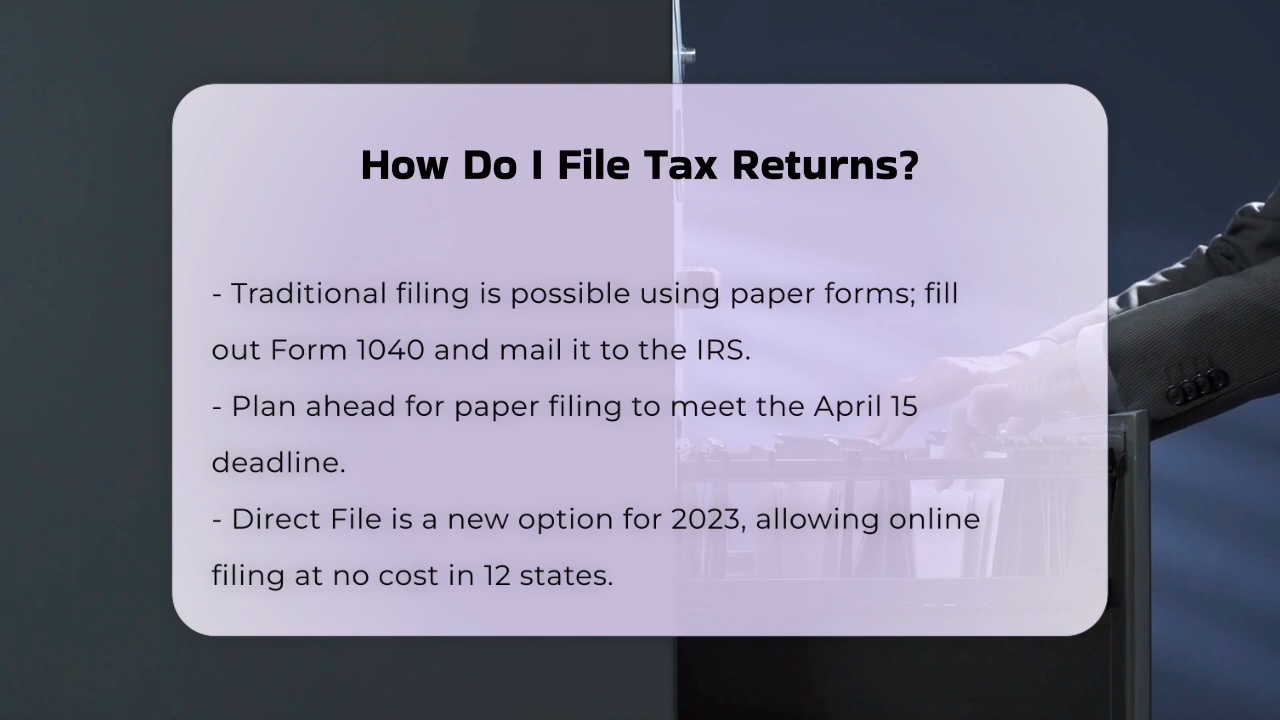 How Do I File Tax Returns?
- Traditional filing is possible using paper forms; fill
out Form 1040 and mail it to the IRS.
- Plan ahead for paper filing to meet the April 15
deadline.
- Direct File is a new option for 2023, allowing online
filing at no cost in 12 states.